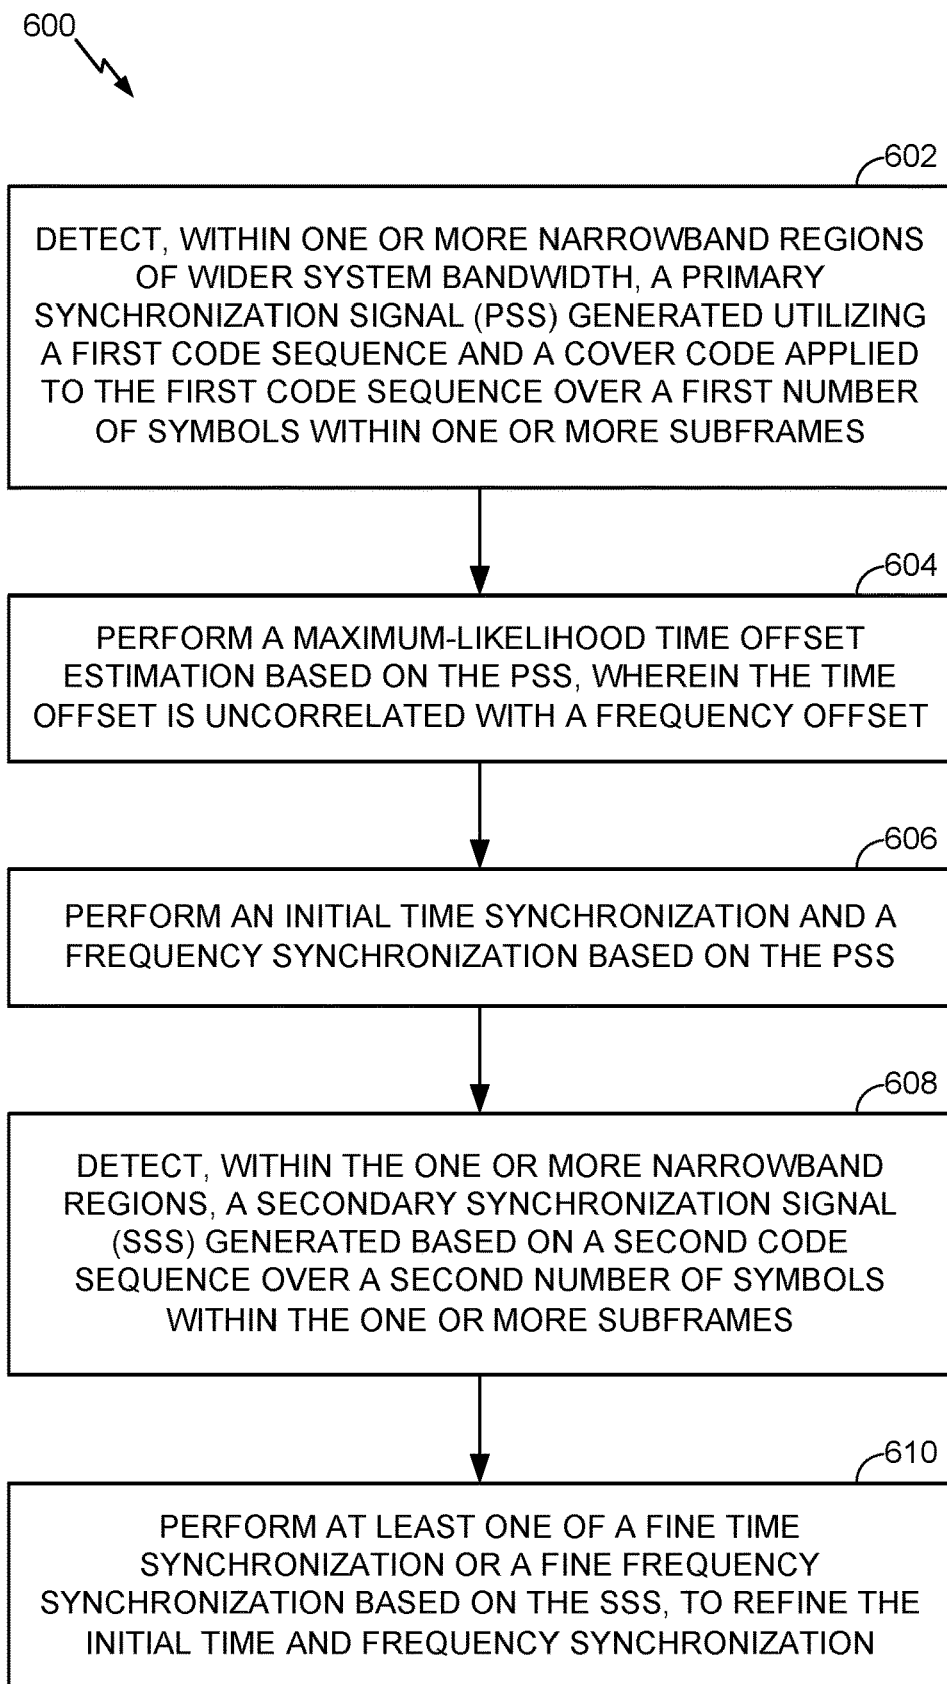 600
602
DETECT, WITHIN ONE OR MORE NARROWBAND REGIONS
OF WIDER SYSTEM BANDWIDTH, A PRIMARY
SYNCHRONIZATION SIGNAL (PSS) GENERATED UTILIZING
A FIRST CODE SEQUENCE AND A COVER CODE APPLIED
TO THE FIRST CODE SEQUENCE OVER A FIRST NUMBER
OF SYMBOLS WITHIN ONE OR MORE SUBFRAMES
604
PERFORM A MAXIMUM-LIKELIHOOD TIME OFFSET
ESTIMATION BASED ON THE PSS, WHEREIN THE TIME
OFFSET IS UNCORRELATED WITH A FREQUENCY OFFSET
606
PERFORM AN INITIAL TIME SYNCHRONIZATION AND A
FREQUENCY SYNCHRONIZATION BASED ON THE PSS
608
DETECT, WITHIN THE ONE OR MORE NARROWBAND
REGIONS, A SECONDARY SYNCHRONIZATION SIGNAL
(SSS) GENERATED BASED ON A SECOND CODE
SEQUENCE OVER A SECOND NUMBER OF SYMBOLS
WITHIN THE ONE OR MORE SUBFRAMES
610
PERFORM AT LEAST ONE OF A FINE TIME
SYNCHRONIZATION OR A FINE FREQUENCY
SYNCHRONIZATION BASED ON THE SSS, TO REFINE THE
INITIAL TIME AND FREQUENCY SYNCHRONIZATION